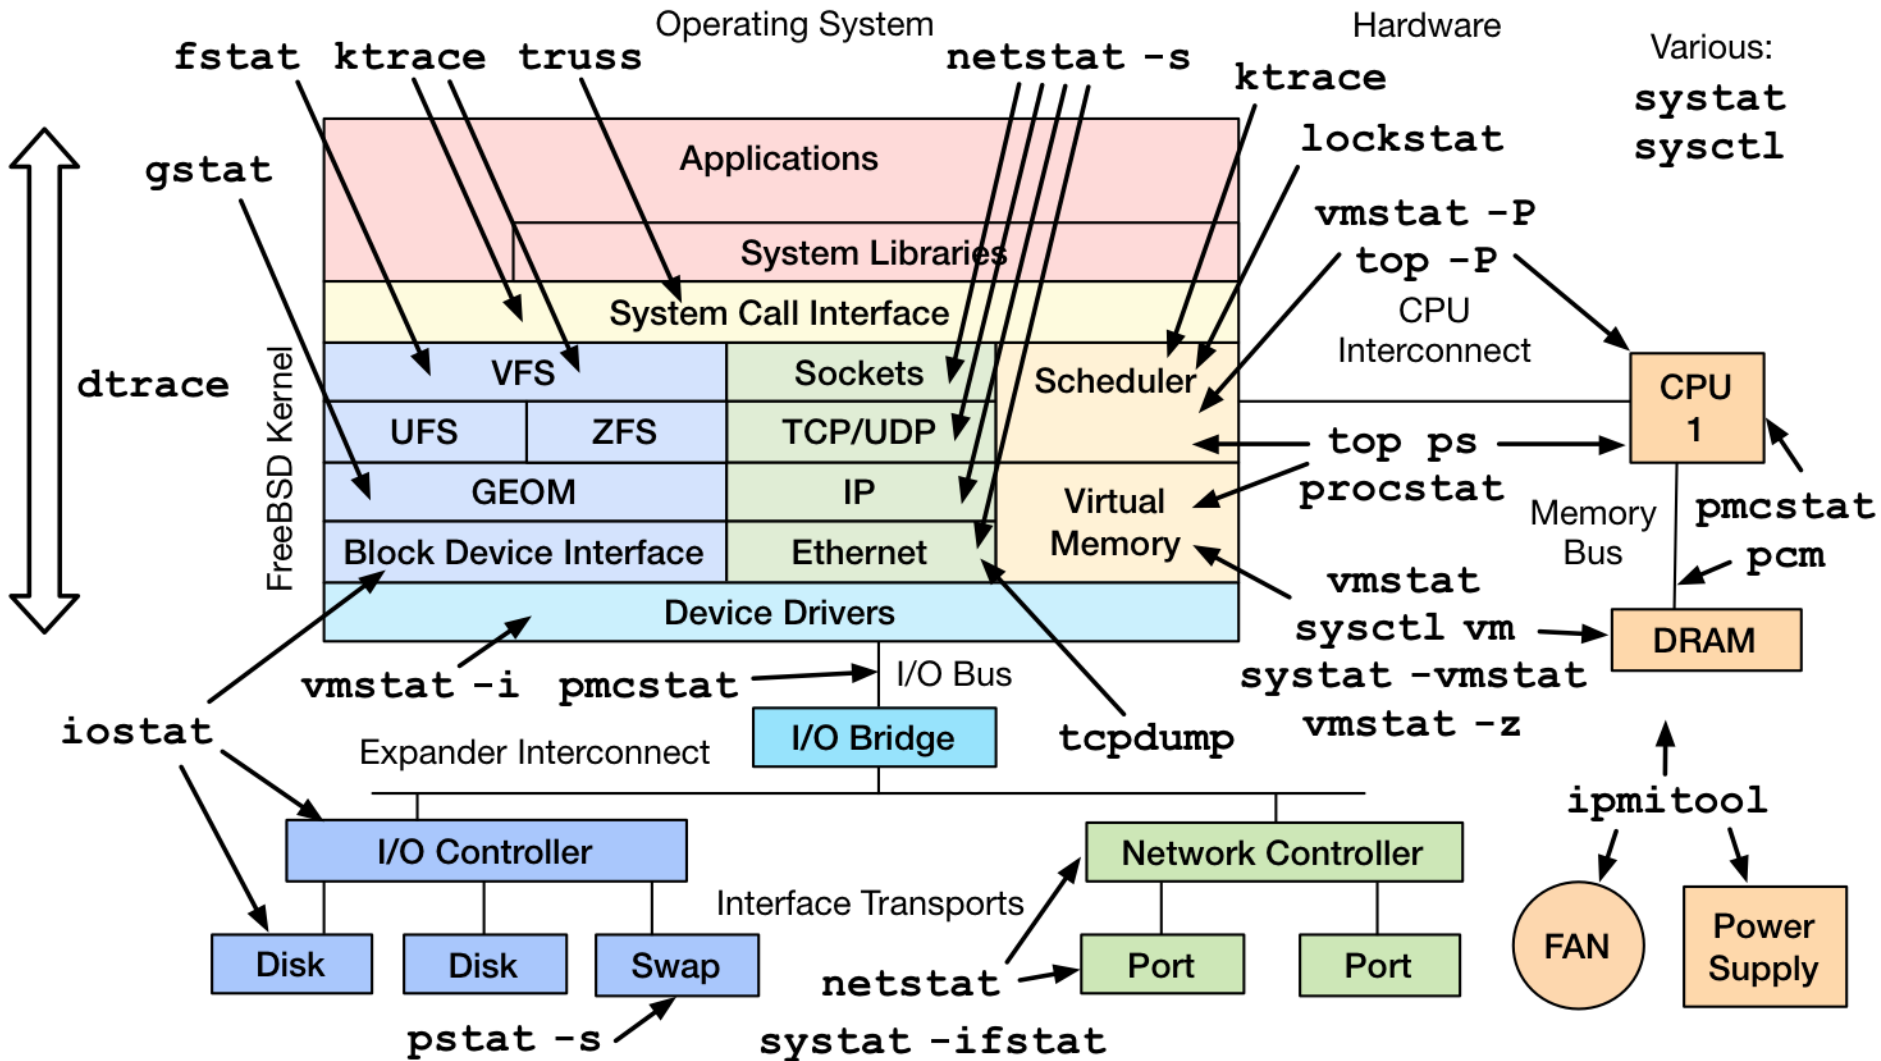 Operating System
Hardware
Various:
fstat ktrace truss
netstat -s
ktrace
systat
sysctl
lockstat
gstat
Applications
vmstat -P
top -P
System Libraries
System Call Interface
CPU
Interconnect
dtrace
FreeBSD Kernel
VFS
Sockets
Scheduler
CPU
1
UFS
ZFS
TCP/UDP
top ps
procstat
GEOM
IP
Virtual
Memory
Memory
Bus
pmcstat
pcm
Block Device Interface
Ethernet
vmstat
sysctl vm
systat -vmstat
vmstat -z
Device Drivers
DRAM
vmstat -i
pmcstat
I/O Bus
iostat
Expander Interconnect
I/O Bridge
tcpdump
ipmitool
I/O Controller
Network Controller
Interface Transports
Disk
Disk
Swap
netstat
systat -ifstat
Port
Port
FAN
Power
Supply
pstat -s